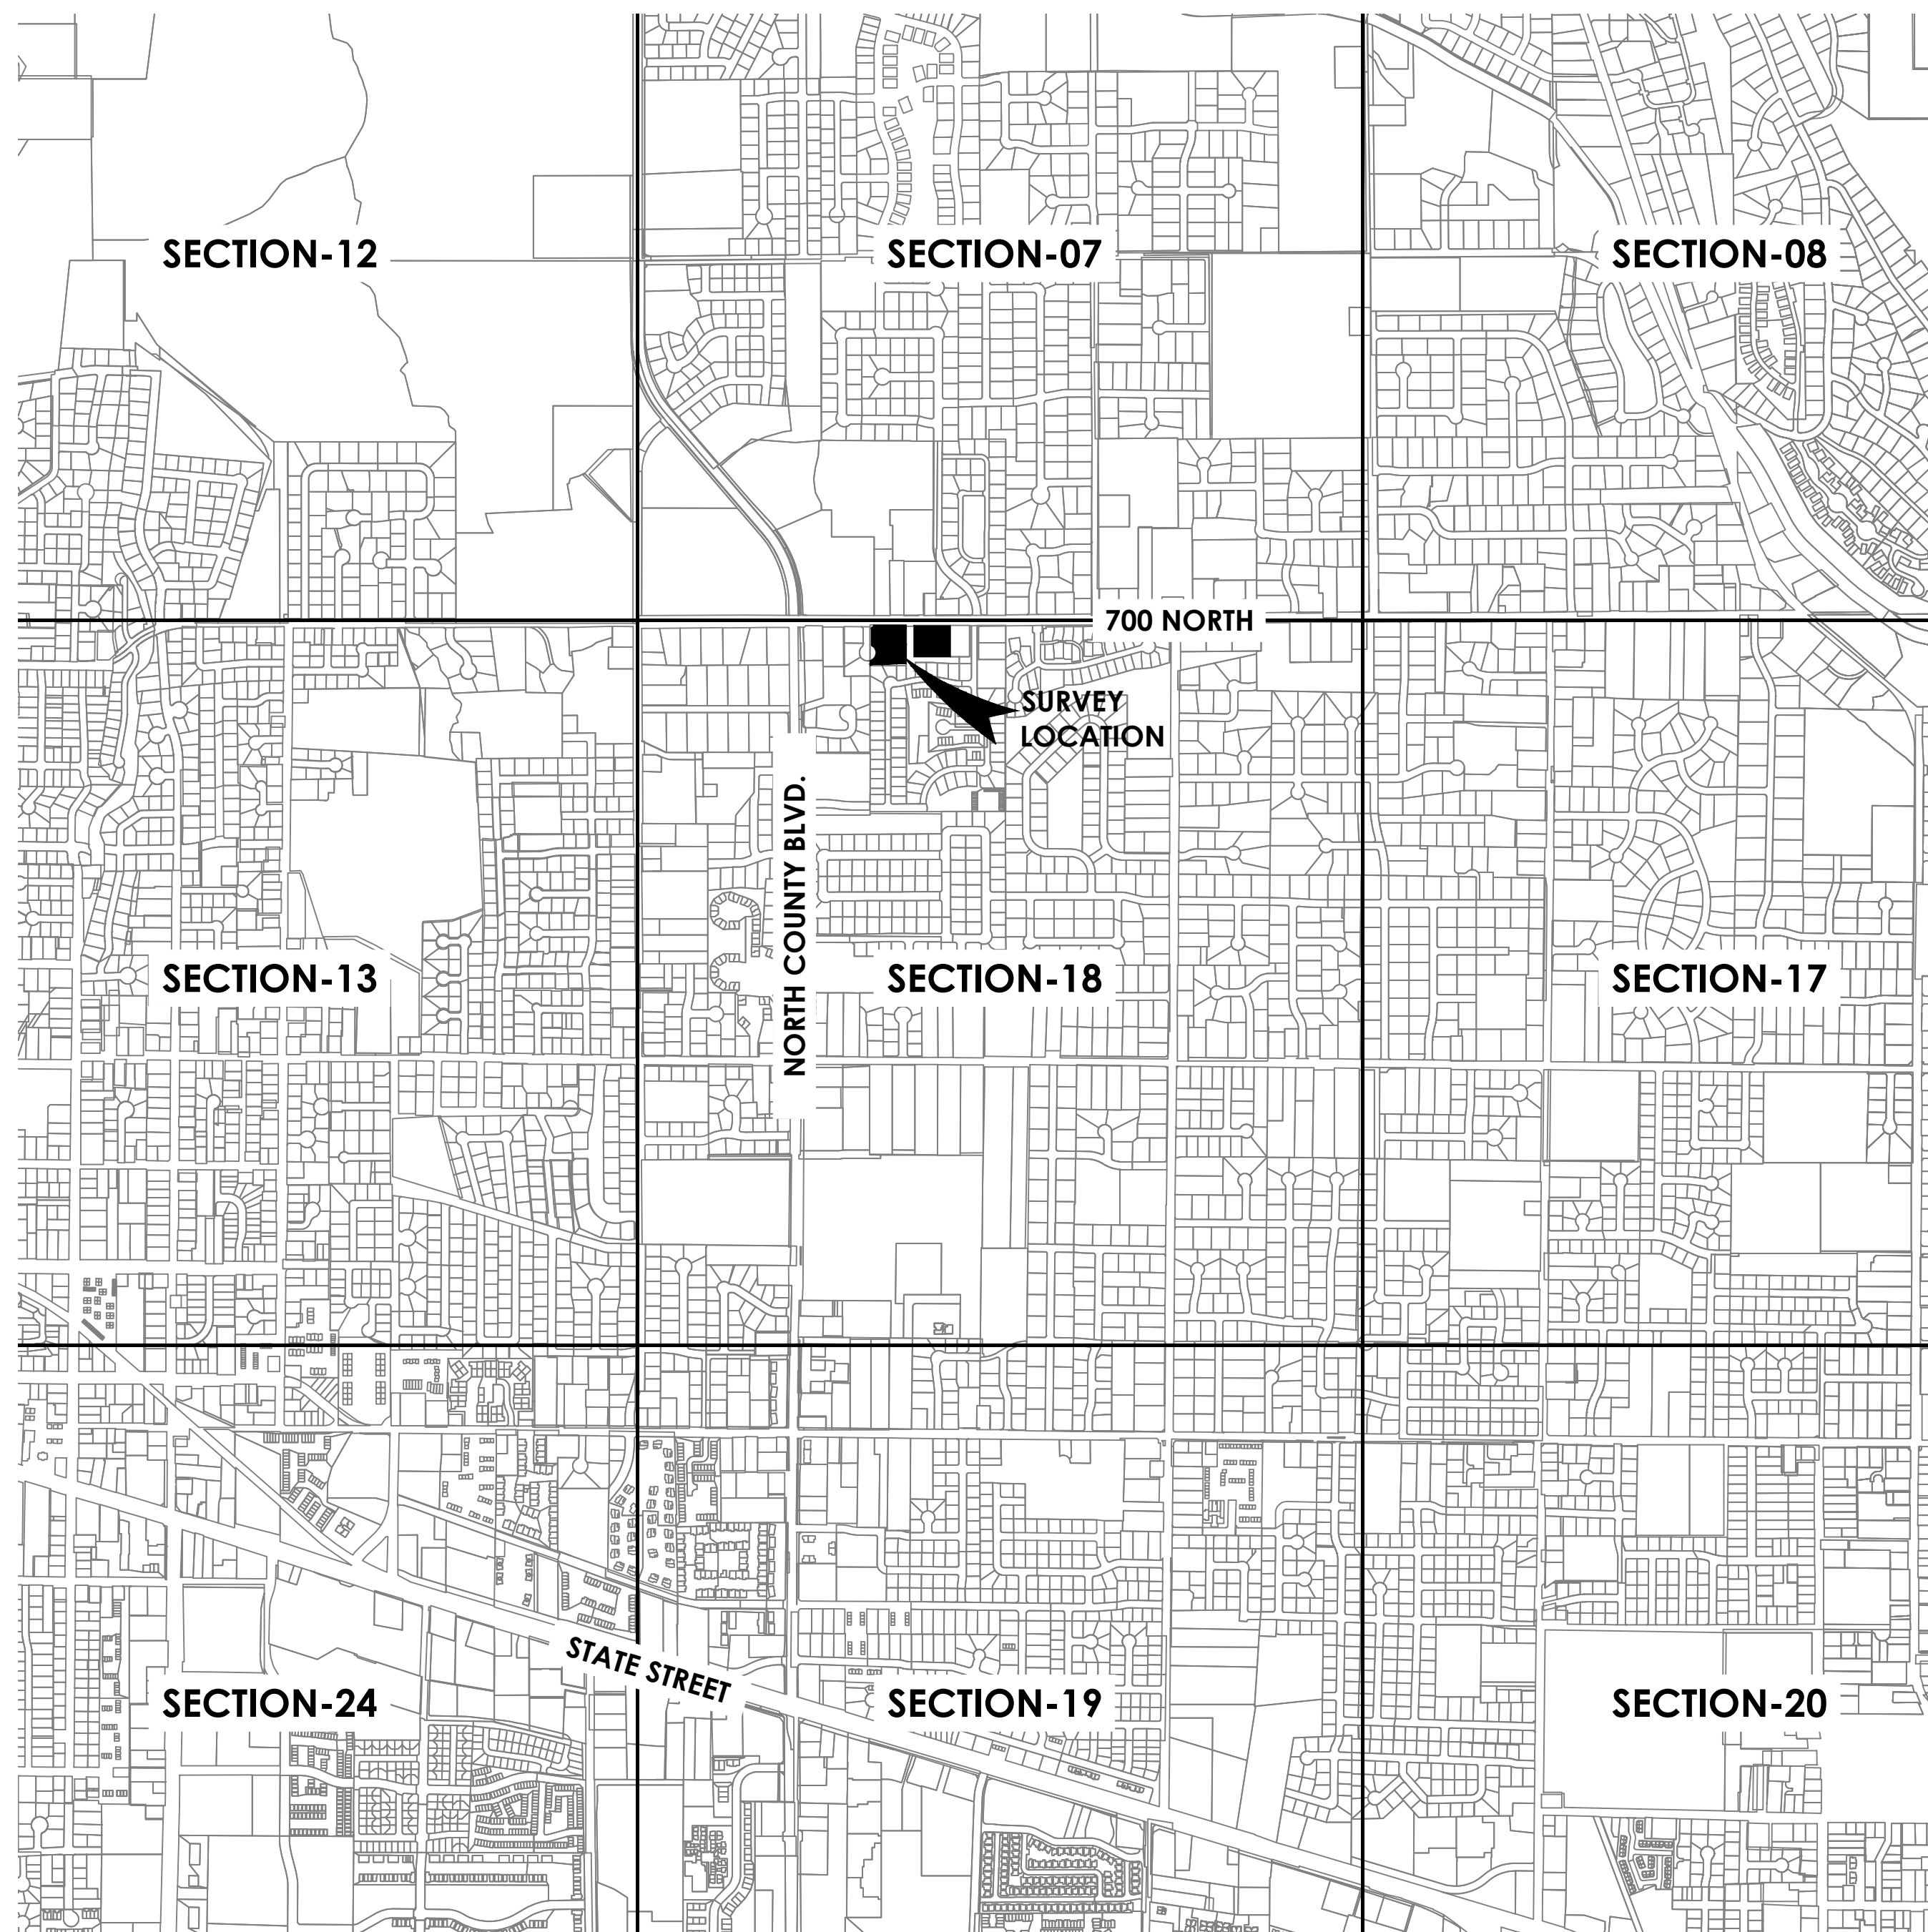 SECTION-12
SECTION-07
SECTION-08
700 NORTH
SURVEY
LOCATION
NORTH COUNTY BLVD.
SECTION-13
SECTION-18
SECTION-17
STATE STREET
SECTION-24
SECTION-19
SECTION-20